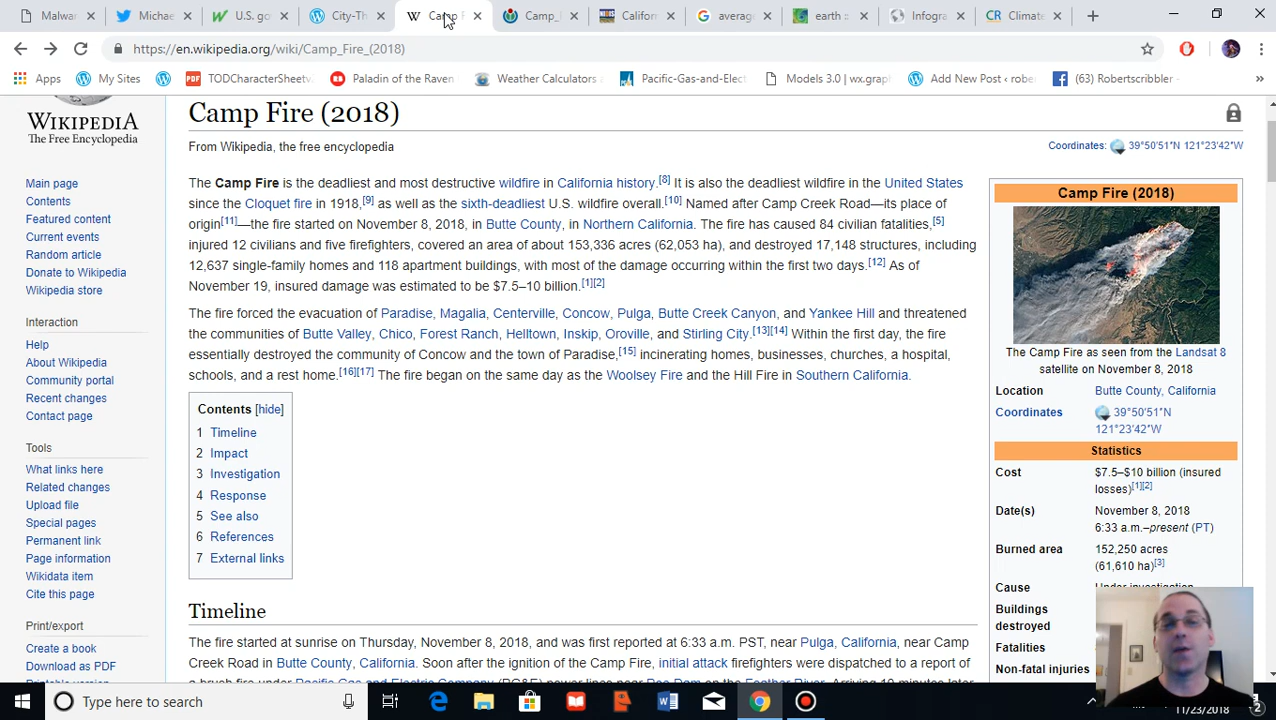 Malwar
Michae
U.S. go
City-Th
Camp F
Camp_
Californ
averag
earth ::
Infogra
Climate
https://en.wikipedia.org/wiki/Camp_Fire_(2018)
Apps
My Sites
TODCharacterSheetv
Paladin of the Raven
Weather Calculators
Pacific-Gas-and-Elect
Models 3.0 | wx.grap
Add New Post ‹ robe
(63) Robertscribbler
»
WIKIPEDIA
The Free Encyclopedia
Main page
Contents
Featured content
Current events
Random article
Donate to Wikipedia
Wikipedia store
Interaction
Help
About Wikipedia
Community portal
Recent changes
Contact page
Tools
What links here
Related changes
Upload file
Special pages
Permanent link
Page information
Wikidata item
Cite this page
Print/export
Create a book
Download as PDF
Camp Fire (2018)
From Wikipedia, the free encyclopedia
Coordinates: 39°50′51″N 121°23′42″W
The Camp Fire is the deadliest and most destructive wildfire in California history.[8] It is also the deadliest wildfire in the United States
since the Cloquet fire in 1918,[9] as well as the sixth-deadliest U.S. wildfire overall.[10] Named after Camp Creek Road—its place of
origin[11]—the fire started on November 8, 2018, in Butte County, in Northern California. The fire has caused 84 civilian fatalities,[5]
injured 12 civilians and five firefighters, covered an area of about 153,336 acres (62,053 ha), and destroyed 17,148 structures, including
12,637 single-family homes and 118 apartment buildings, with most of the damage occurring within the first two days.[12] As of
November 19, insured damage was estimated to be $7.5–10 billion.[1][2]
The fire forced the evacuation of Paradise, Magalia, Centerville, Concow, Pulga, Butte Creek Canyon, and Yankee Hill and threatened
the communities of Butte Valley, Chico, Forest Ranch, Helltown, Inskip, Oroville, and Stirling City.[13][14] Within the first day, the fire
essentially destroyed the community of Concow and the town of Paradise,[15] incinerating homes, businesses, churches, a hospital,
schools, and a rest home.[16][17] The fire began on the same day as the Woolsey Fire and the Hill Fire in Southern California.
Contents [hide]
1 Timeline
2 Impact
3 Investigation
4 Response
5 See also
6 References
7 External links
Timeline
The fire started at sunrise on Thursday, November 8, 2018, and was first reported at 6:33 a.m. PST, near Pulga, California, near Camp
Creek Road in Butte County, California. Soon after the ignition of the Camp Fire, initial attack firefighters were dispatched to a report of
Camp Fire (2018)
The Camp Fire as seen from the Landsat 8
satellite on November 8, 2018
Location Butte County, California
Coordinates 39°50′51″N
121°23′42″W
Statistics
Cost $7.5–$10 billion (insured
losses)[1][2]
Date(s) November 8, 2018
6:33 a.m.–present (PT)
Burned area 152,250 acres
(61,610 ha)[3]
Cause Under investigation
Buildings
destroyed
Fatalities
Non-fatal injuries
Type here to search
11/23/2018
2